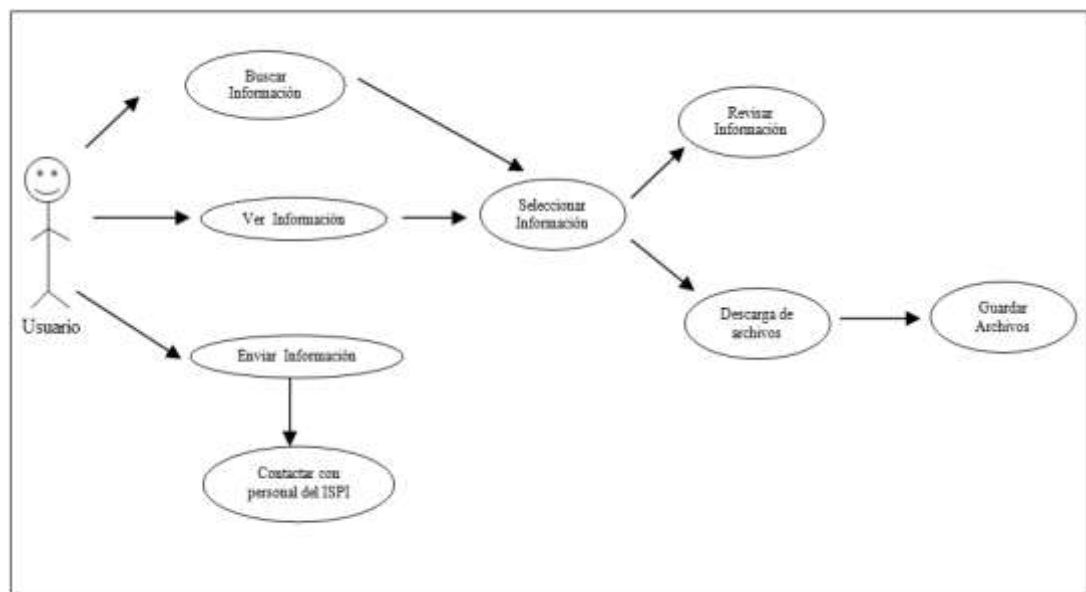 Buscar
Información
Revisar
Información
Seleccionar
Información
Ver Información
Usuario
Descarga de
archivos
Guardar
Archivos
Enviar Información
Contactar con
personal del ISPI